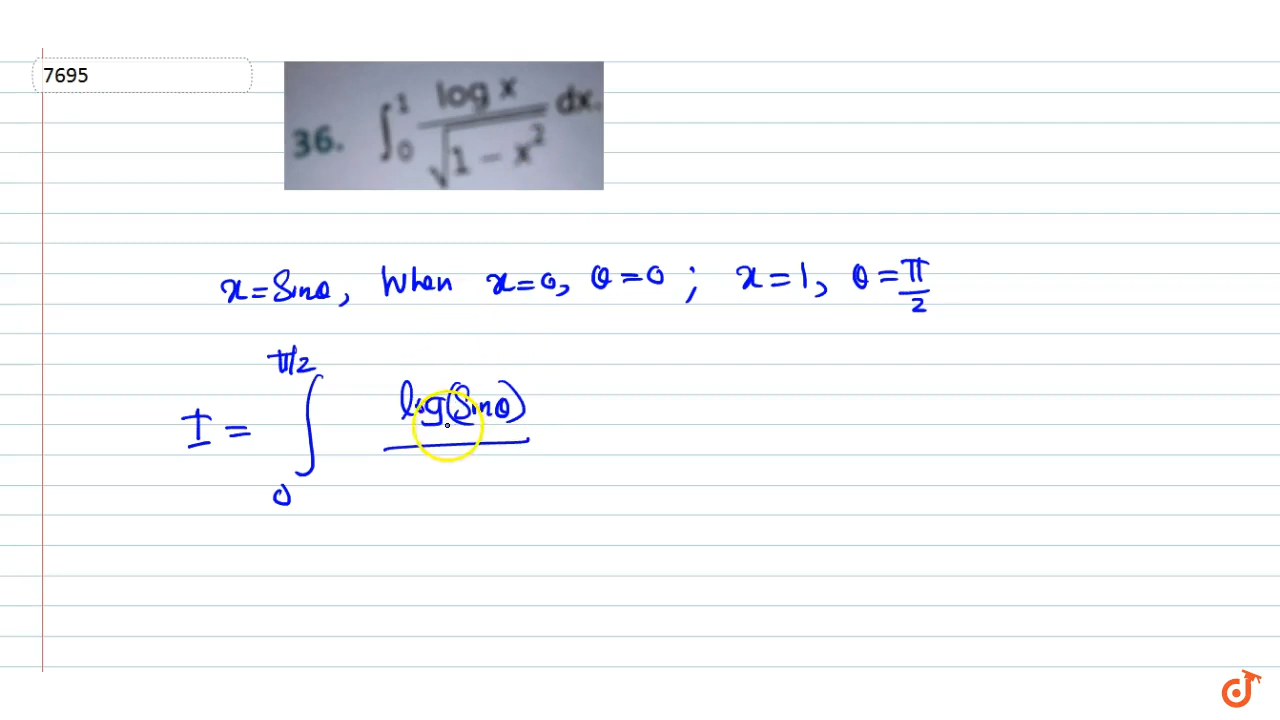 7695
36. ∫₀¹ log x / √(1 − x²) dx.
x = Sinθ, When x = 0, θ = 0 ; x = 1, θ = π/2
I = ∫₀^π/2 log(Sinθ)